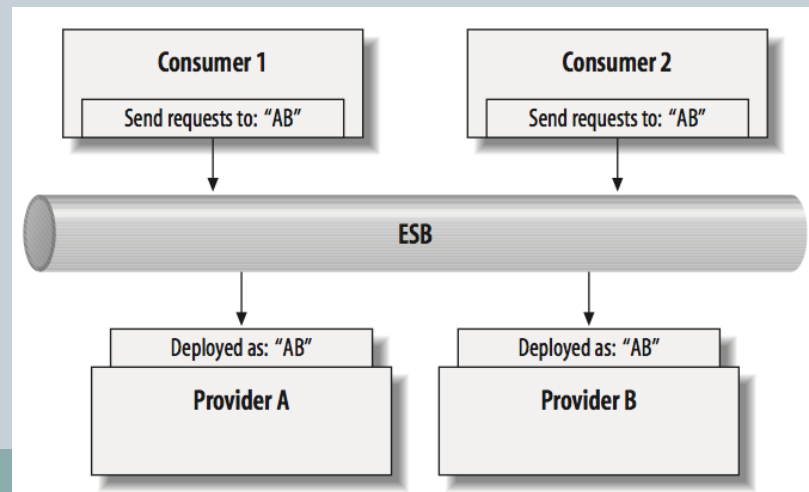 Consumer 1
Consumer 2
Send requests to: “AB”
Send requests to: “AB”
ESB
Deployed as: “AB”
Deployed as: “AB”
Provider A
Provider B